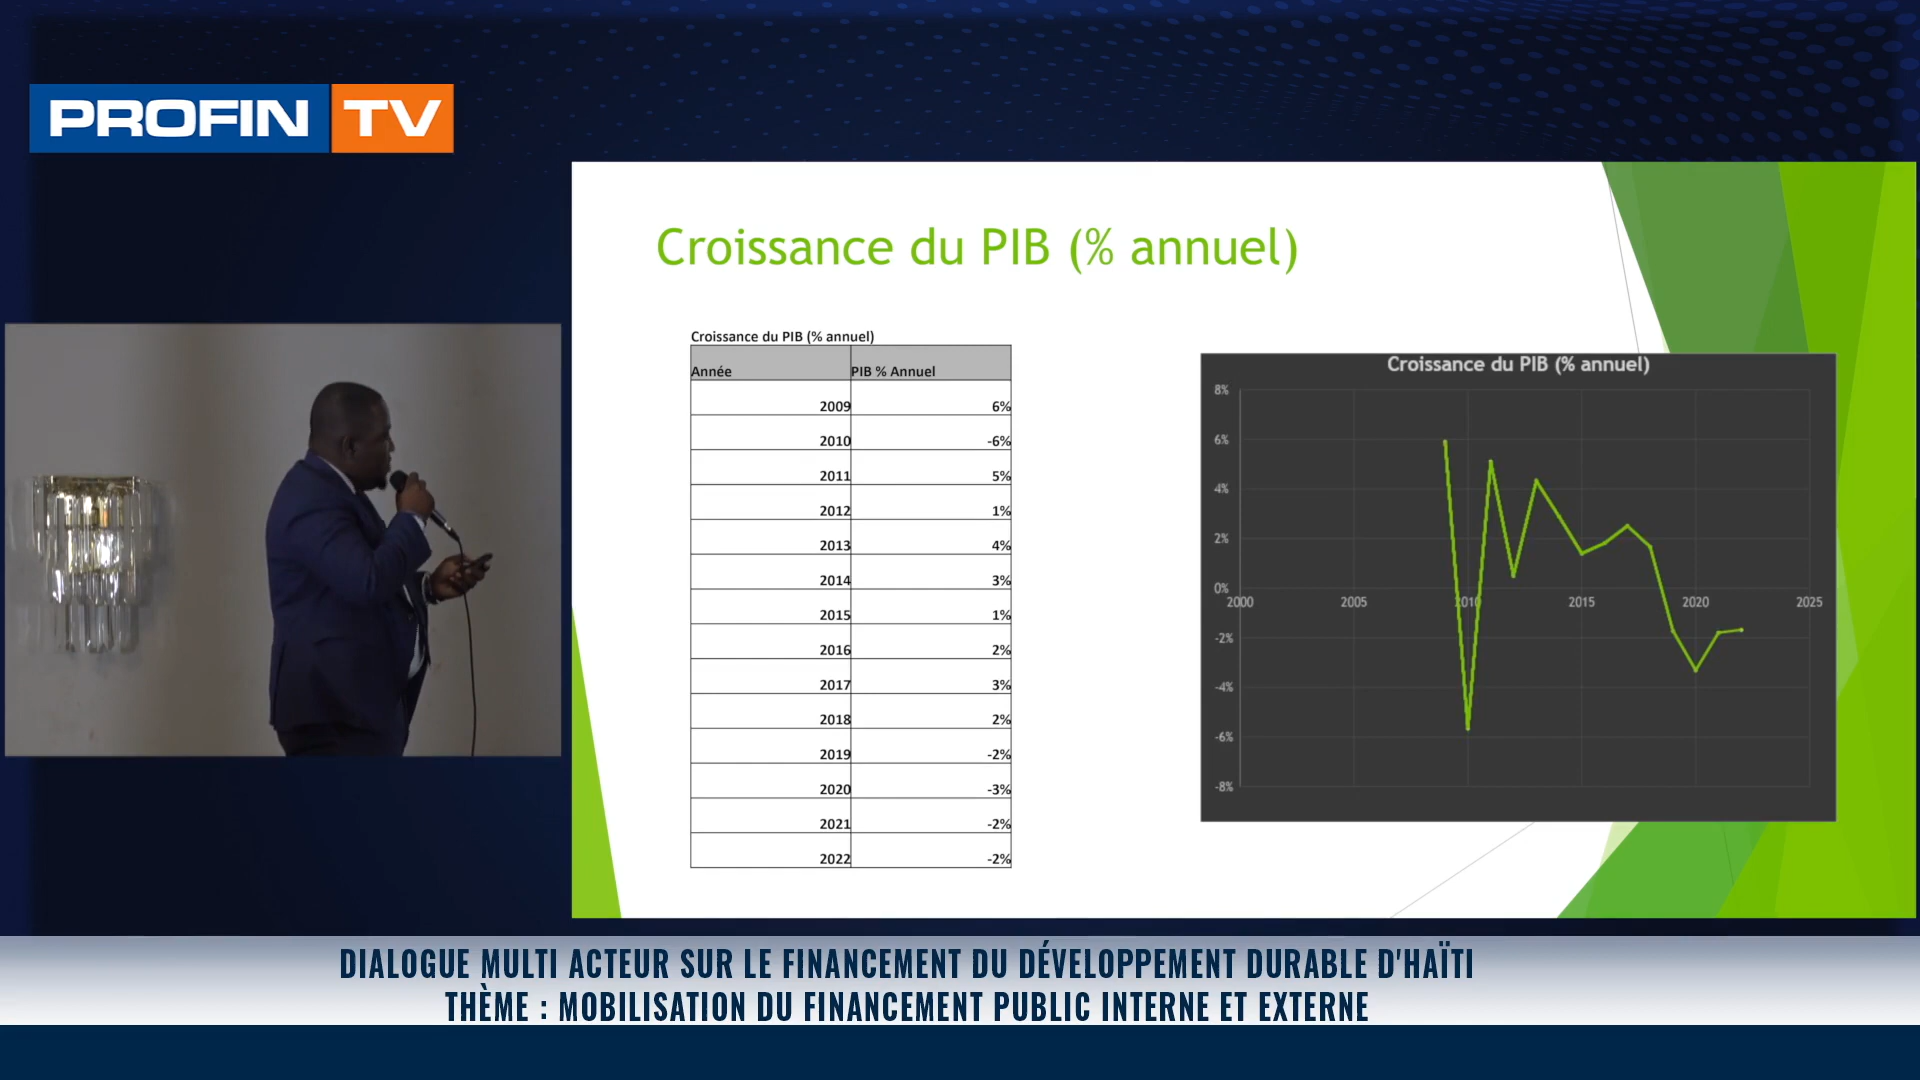 PROFIN TV
Croissance du PIB (% annuel)
Croissance du PIB (% annuel)
Année PIB % Annuel
2009 6%
2010 -6%
2011 5%
2012 1%
2013 4%
2014 3%
2015 1%
2016 2%
2017 3%
2018 2%
2019 -2%
2020 -3%
2021 -2%
2022 -2%
Croissance du PIB (% annuel)
8%
6%
4%
2%
0%
2000 2005 2010 2015 2020 2025
-2%
-4%
-6%
-8%
DIALOGUE MULTI ACTEUR SUR LE FINANCEMENT DU DÉVELOPPEMENT DURABLE D'HAÏTI
THÈME : MOBILISATION DU FINANCEMENT PUBLIC INTERNE ET EXTERNE